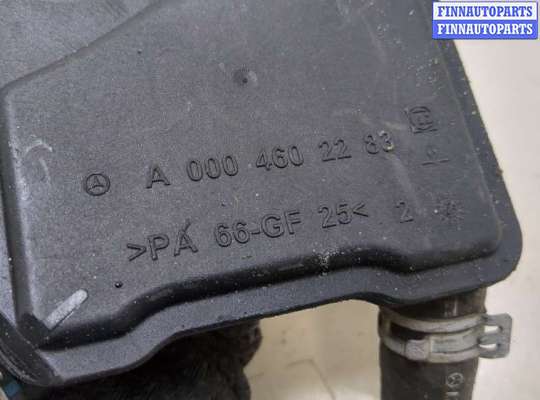 FINNAUTOPARTS
FINNAUTOPARTS
A 000 460 22 83
>PA 66-GF 25< 2